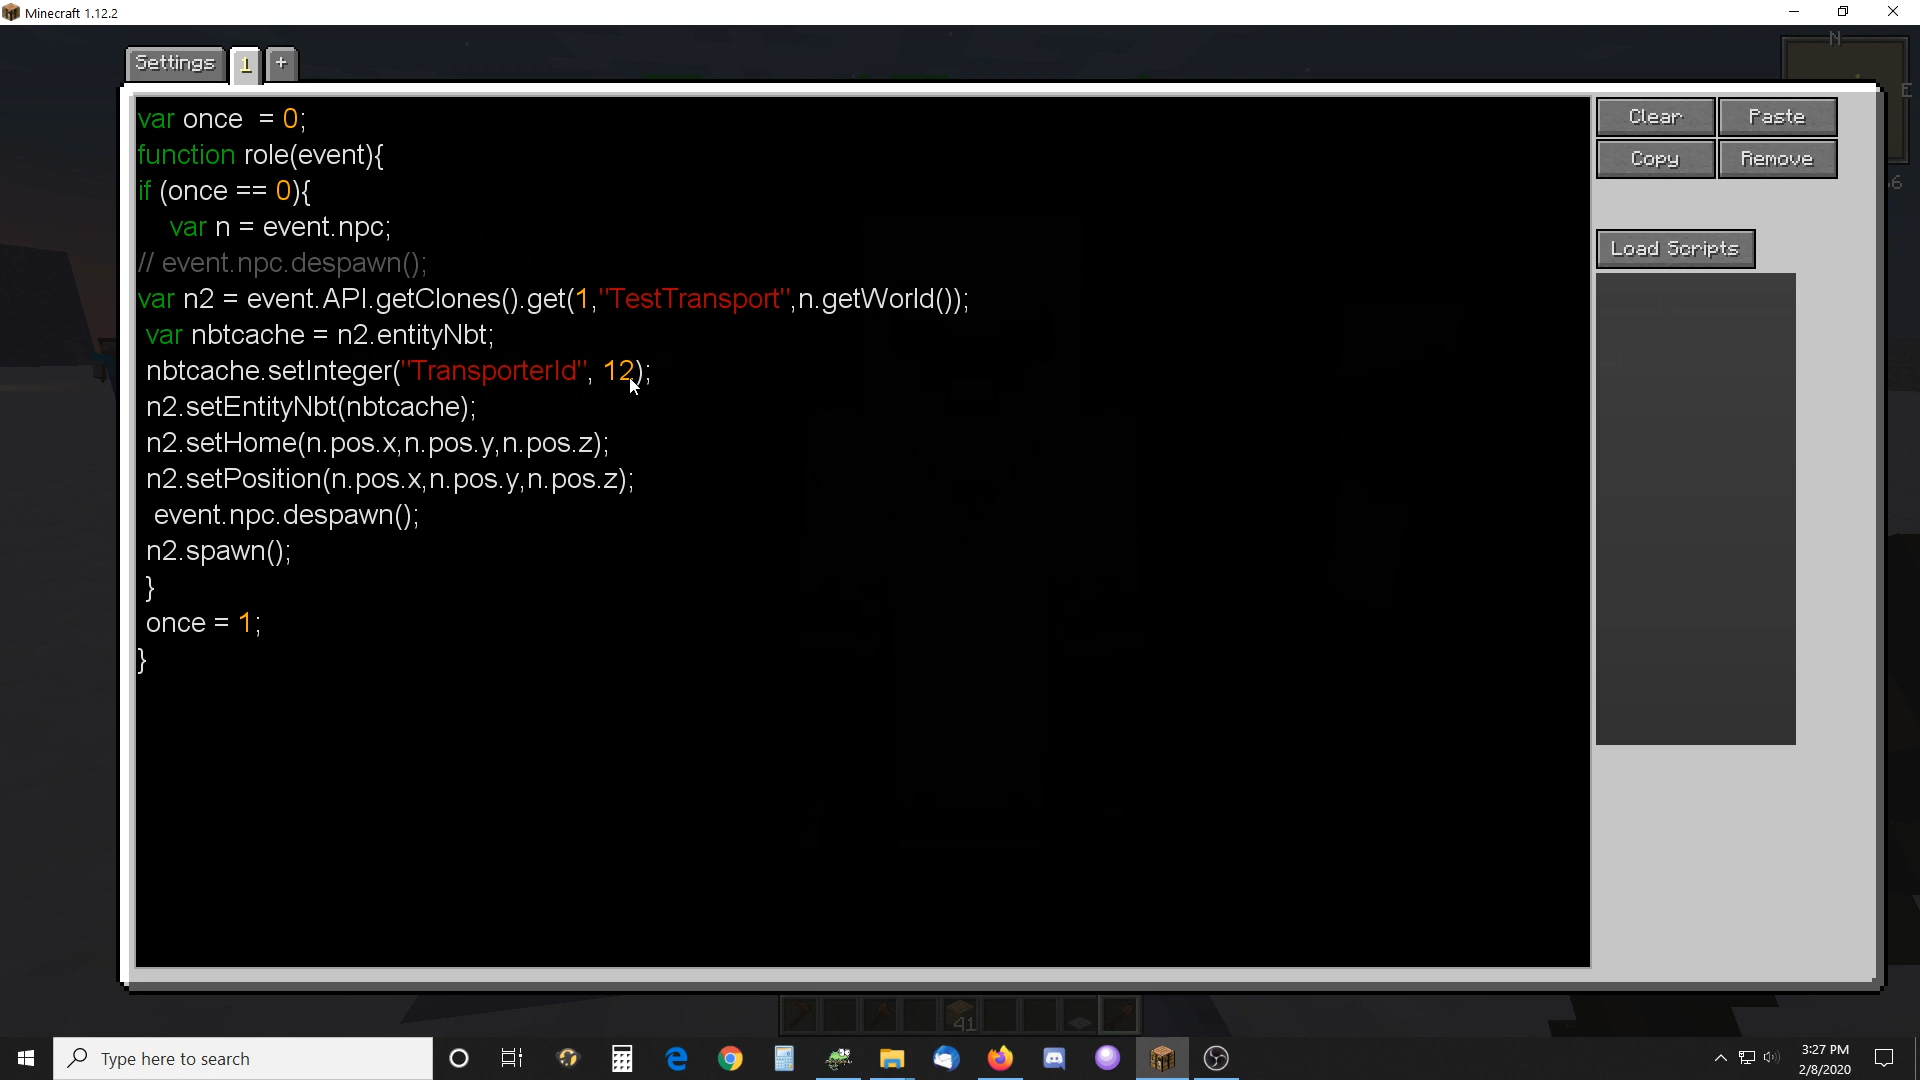 Minecraft 1.12.2
N
Settings
1
+
E
var once  = 0;
function role(event){
if (once == 0){
var n = event.npc;
// event.npc.despawn();
var n2 = event.API.getClones().get(1,"TestTransport",n.getWorld());
var nbtcache = n2.entityNbt;
nbtcache.setInteger("TransporterId", 12);
n2.setEntityNbt(nbtcache);
n2.setHome(n.pos.x,n.pos.y,n.pos.z);
n2.setPosition(n.pos.x,n.pos.y,n.pos.z);
event.npc.despawn();
n2.spawn();
}
once = 1;
}
Clear
Paste
Copy
Remove
Load Scripts
41
Type here to search
3:27 PM
2/8/2020